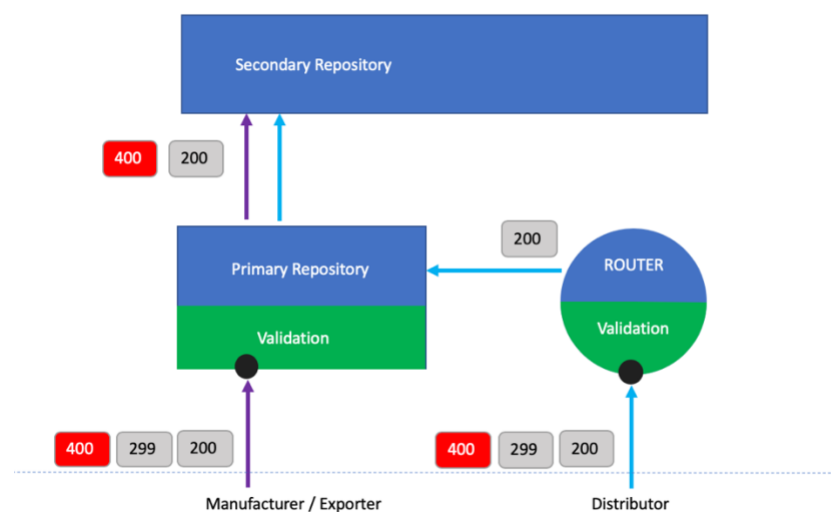 Secondary Repository
400 200
200
Primary Repository
ROUTER
Validation
Validation
400 299 200
400 299 200
Manufacturer / Exporter
Distributor